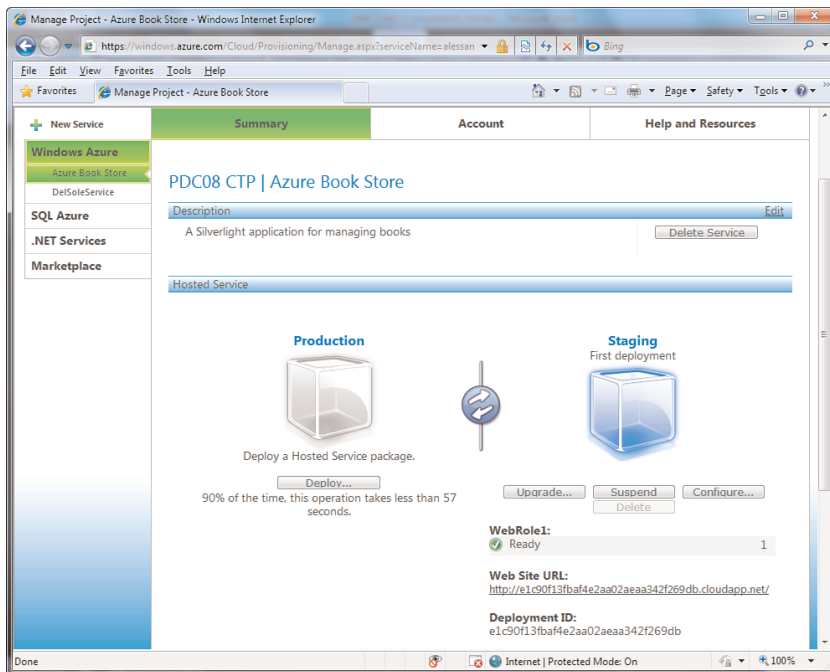 Manage Project - Azure Book Store - Windows Internet Explorer
https://windows.azure.com/Cloud/Provisioning/Manage.aspx?serviceName=alessan
Bing
File Edit View Favorites Tools Help
Favorites Manage Project - Azure Book Store Page Safety Tools
New Service Summary Account Help and Resources
Windows Azure
Azure Book Store
DelSoleService
SQL Azure
.NET Services
Marketplace
PDC08 CTP | Azure Book Store
Description Edit
A Silverlight application for managing books Delete Service
Hosted Service
Production
Deploy a Hosted Service package.
Deploy...
90% of the time, this operation takes less than 57
seconds.
Staging
First deployment
Upgrade... Suspend Configure...
Delete
WebRole1:
Ready 1
Web Site URL:
http://e1c90f13fbaf4e2aa02aeaa342f269db.cloudapp.net/
Deployment ID:
e1c90f13fbaf4e2aa02aeaa342f269db
Done Internet | Protected Mode: On 100%